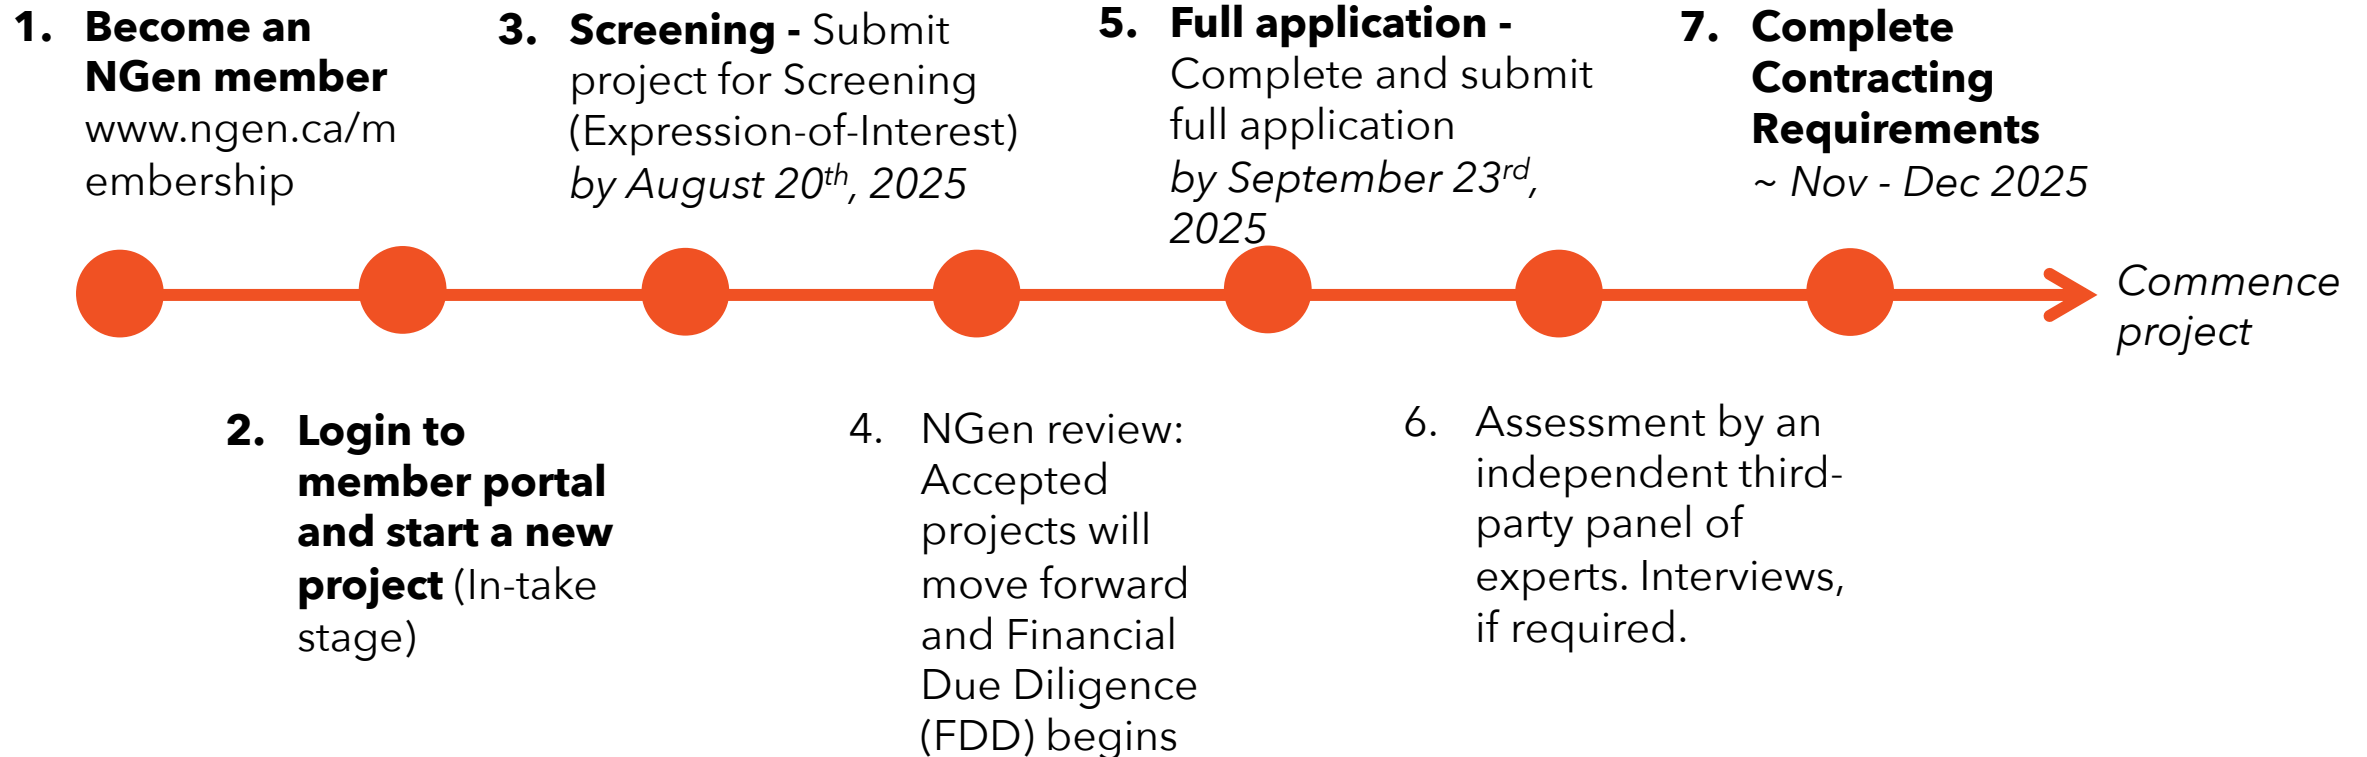 1. Become an
NGen member
www.ngen.ca/m
embership
3. Screening - Submit
project for Screening
(Expression-of-Interest)
by August 20th, 2025
5. Full application -
Complete and submit
full application
by September 23rd,
2025
7. Complete
Contracting
Requirements
~ Nov - Dec 2025
Commence
project
2. Login to
member portal
and start a new
project (In-take
stage)
4. NGen review:
Accepted
projects will
move forward
and Financial
Due Diligence
(FDD) begins
6. Assessment by an
independent third-
party panel of
experts. Interviews,
if required.